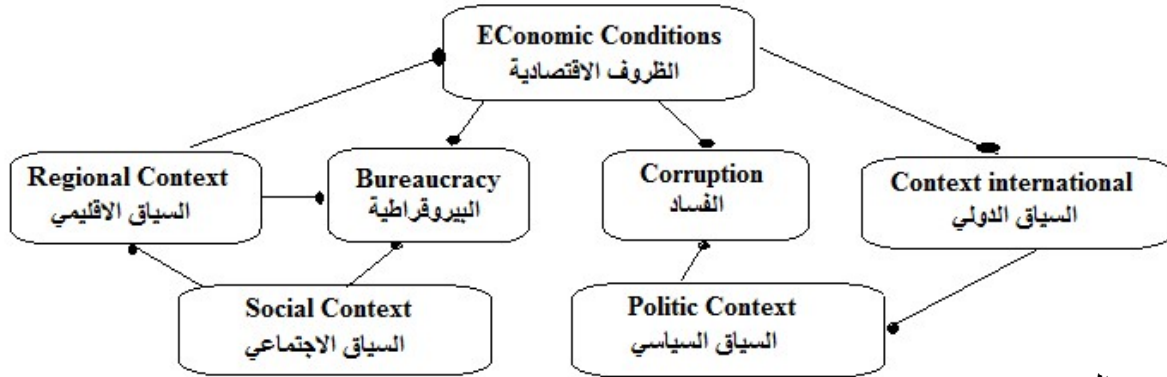 EConomic Conditions
الظروف الاقتصادية
Regional Context
السياق الاقليمي
Bureaucracy
البيروقراطية
Corruption
الفساد
Context international
السياق الدولي
Social Context
السياق الاجتماعي
Politic Context
السياق السياسي